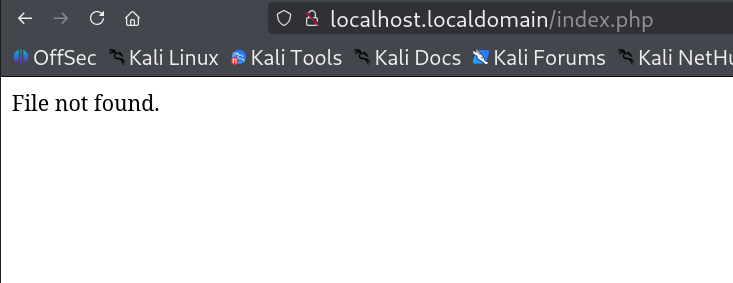 localhost.localdomain/index.php
OffSec Kali Linux Kali Tools Kali Docs Kali Forums Kali NetHu
File not found.